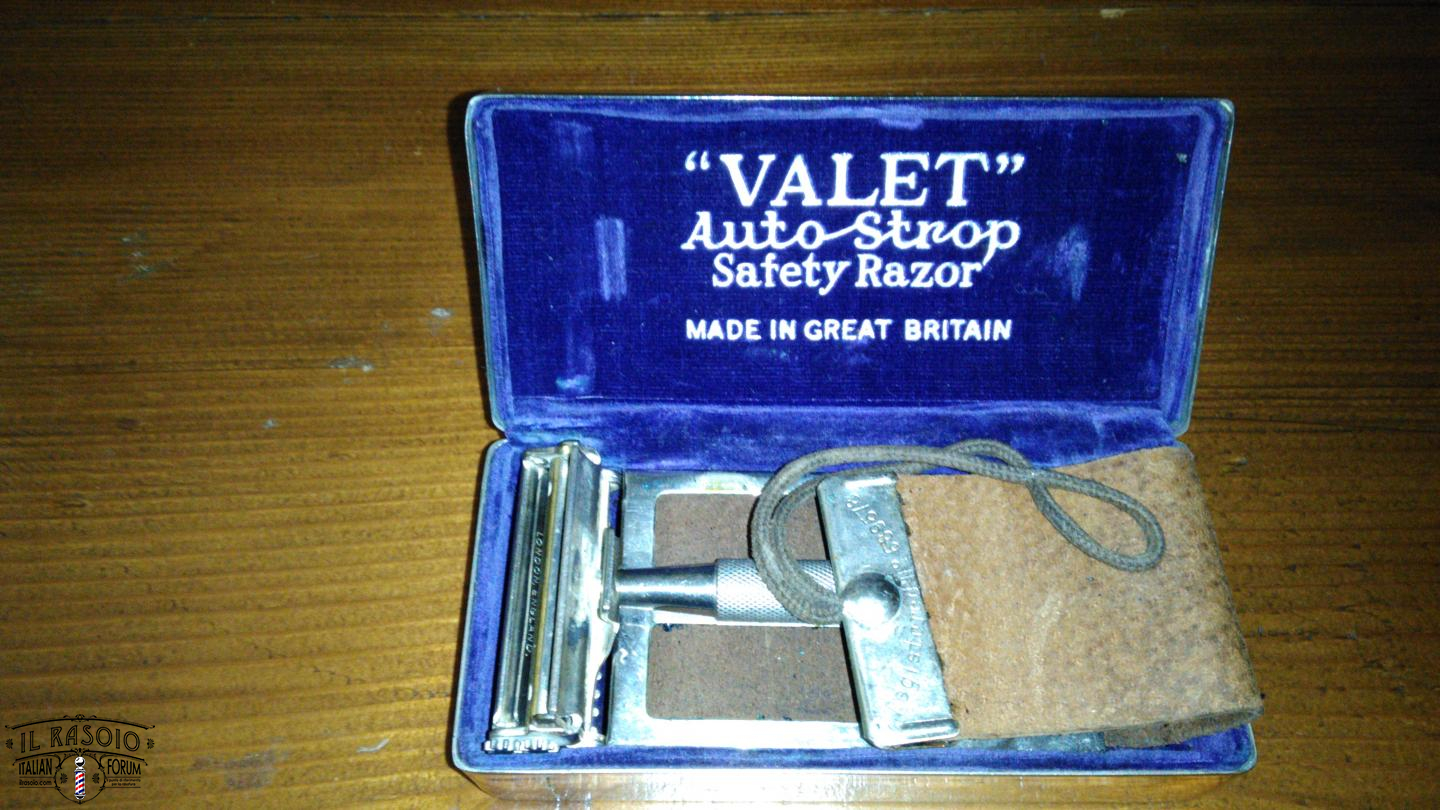 “VALET”
Auto-Strop
Safety Razor
MADE IN GREAT BRITAIN
LONDON, ENGLAND.
IL RASOIO
ITALIAN FORUM